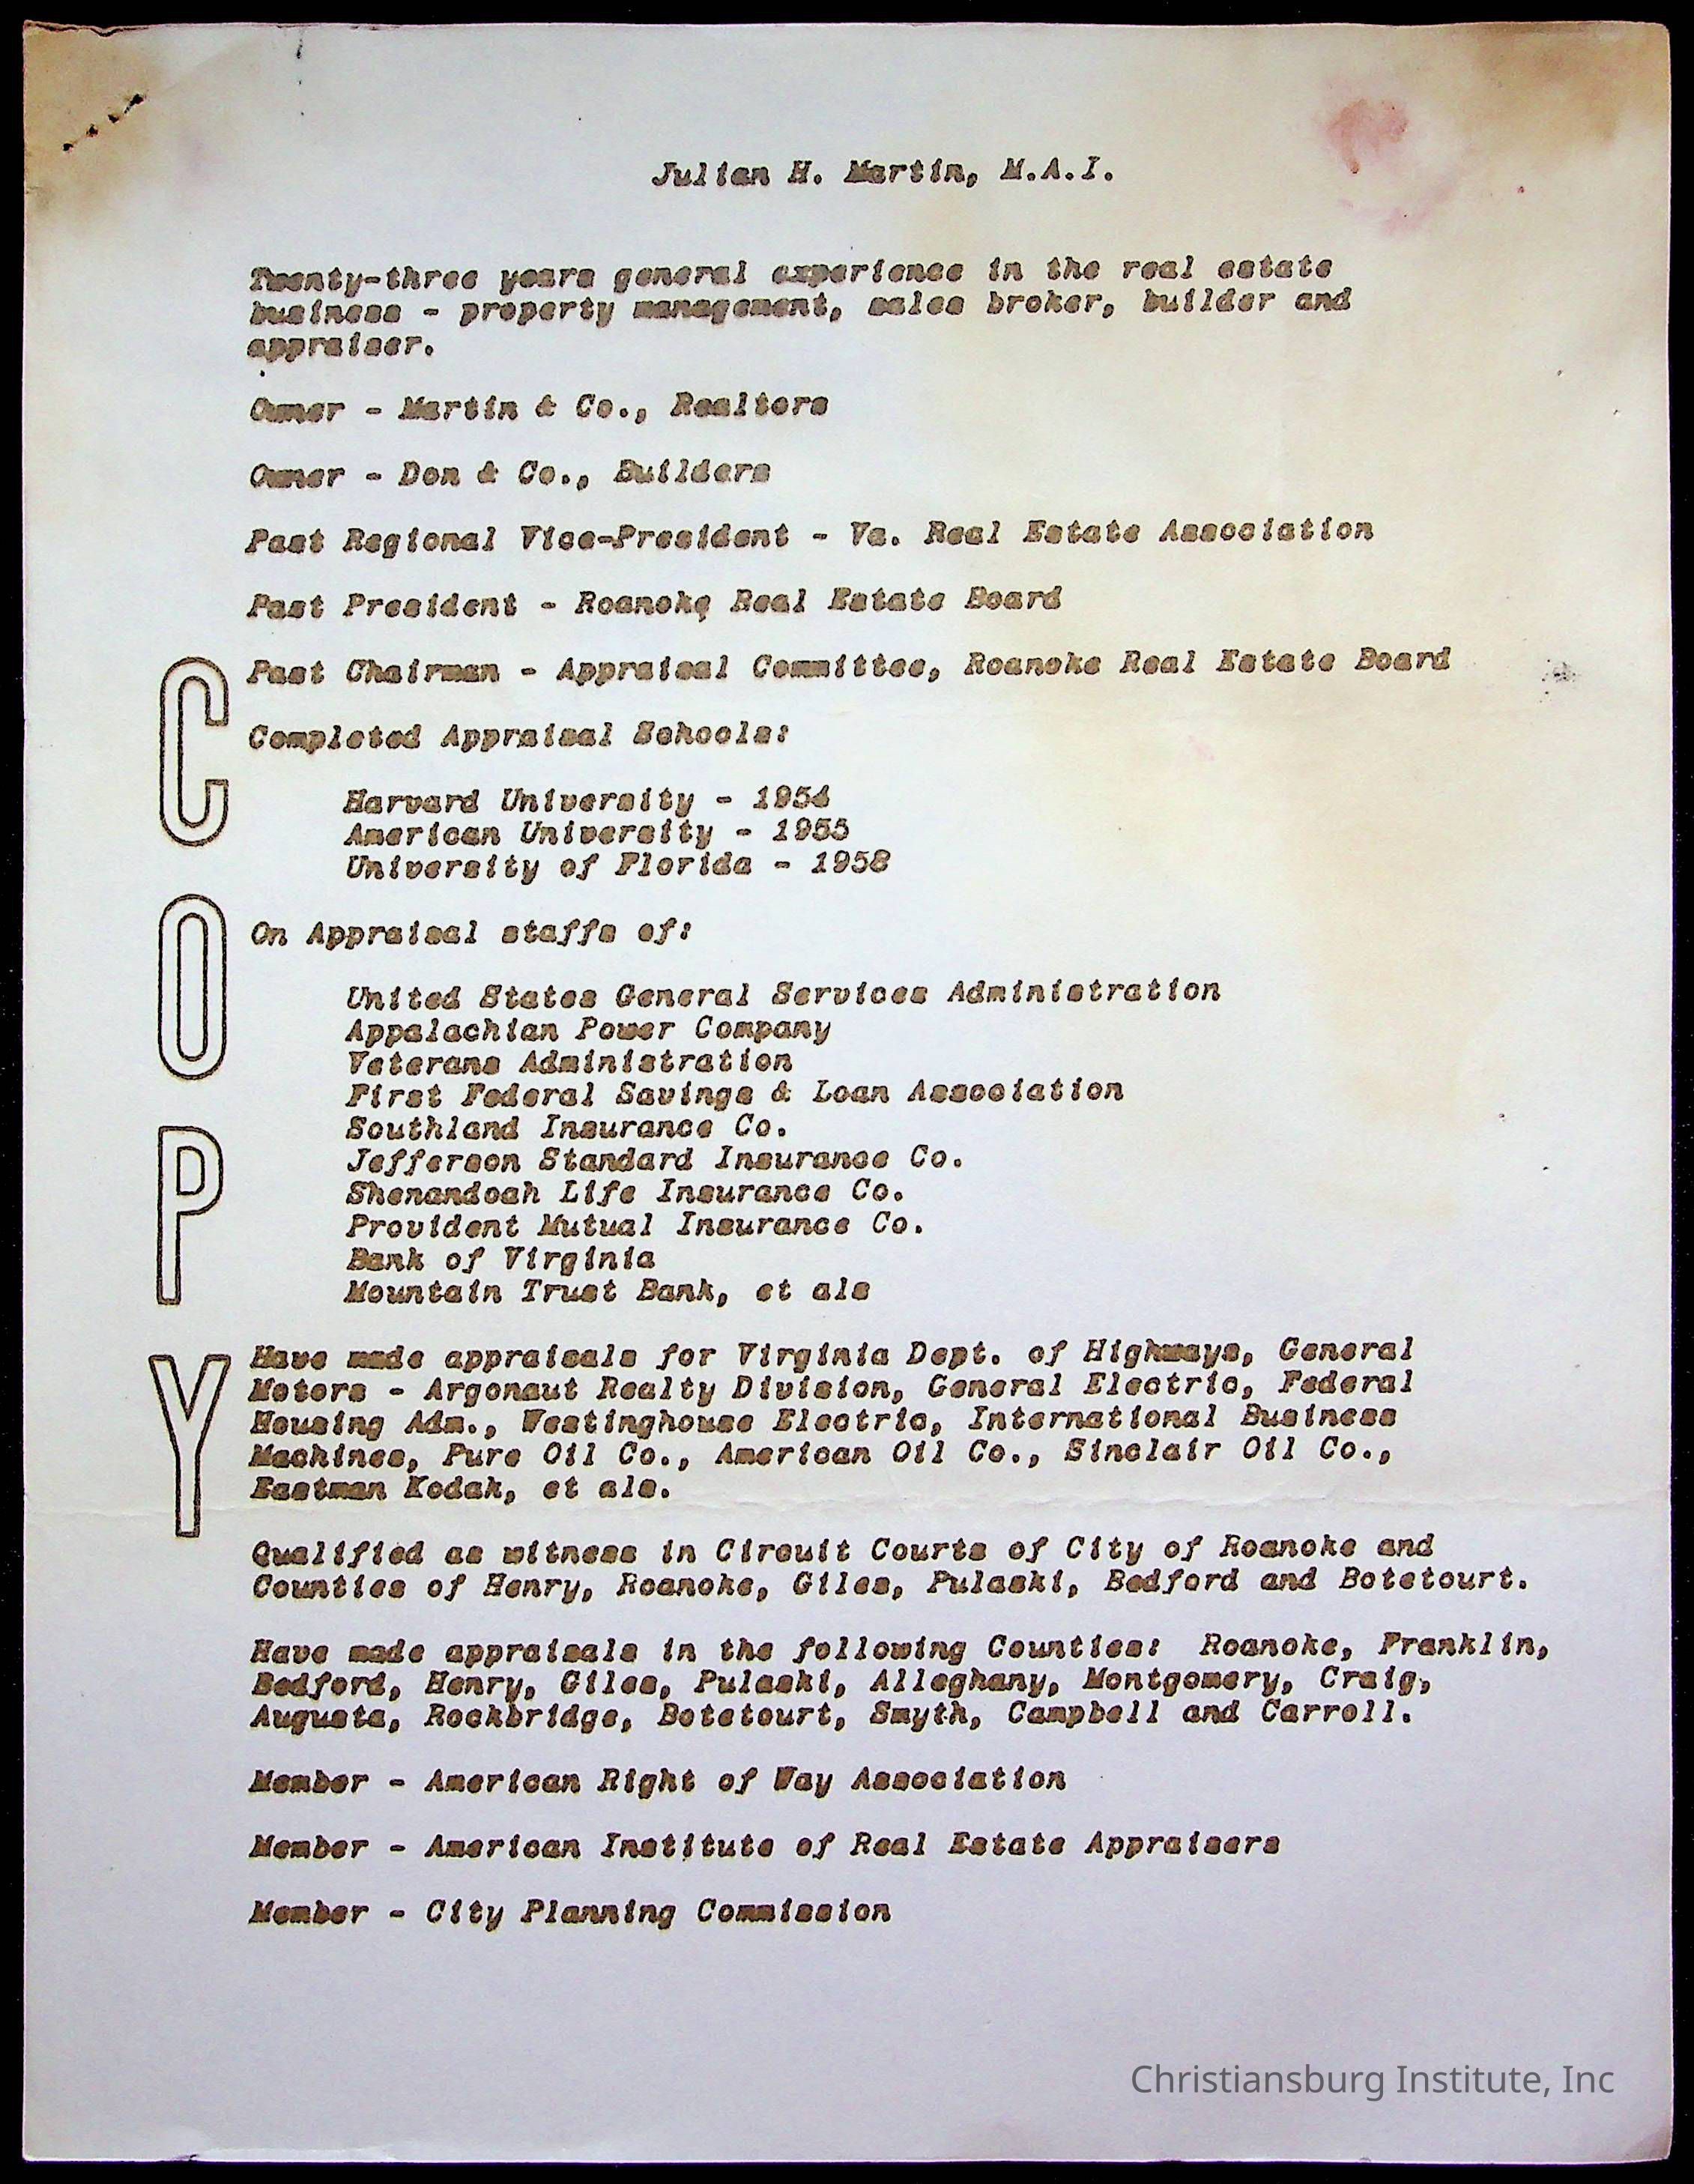 Julian H. Martin, M.A.I.
Twenty-three years general experience in the real estate
business - property management, sales broker, builder and
appraiser.
Owner - Martin & Co., Realtors
Owner - Don & Co., Builders
Past Regional Vice-President - Va. Real Estate Association
Past President - Roanoke Real Estate Board
Past Chairman - Appraisal Committee, Roanoke Real Estate Board
Completed Appraisal Schools:
Harvard University - 1954
American University - 1955
University of Florida - 1958
On Appraisal staffs of:
United States General Services Administration
Appalachian Power Company
Veterans Administration
First Federal Savings & Loan Association
Southland Insurance Co.
Jefferson Standard Insurance Co.
Shenandoah Life Insurance Co.
Provident Mutual Insurance Co.
Bank of Virginia
Mountain Trust Bank, et als
Have made appraisals for Virginia Dept. of Highways, General
Motors - Argonaut Realty Division, General Electric, Federal
Housing Adm., Westinghouse Electric, International Business
Machines, Pure Oil Co., American Oil Co., Sinclair Oil Co.,
Eastman Kodak, et als.
Qualified as witness in Circuit Courts of City of Roanoke and
Counties of Henry, Roanoke, Giles, Pulaski, Bedford and Botetourt.
Have made appraisals in the following Counties: Roanoke, Franklin,
Bedford, Henry, Giles, Pulaski, Alleghany, Montgomery, Craig,
Augusta, Rockbridge, Botetourt, Smyth, Campbell and Carroll.
Member - American Right of Way Association
Member - American Institute of Real Estate Appraisers
Member - City Planning Commission
COPY
Christiansburg Institute, Inc